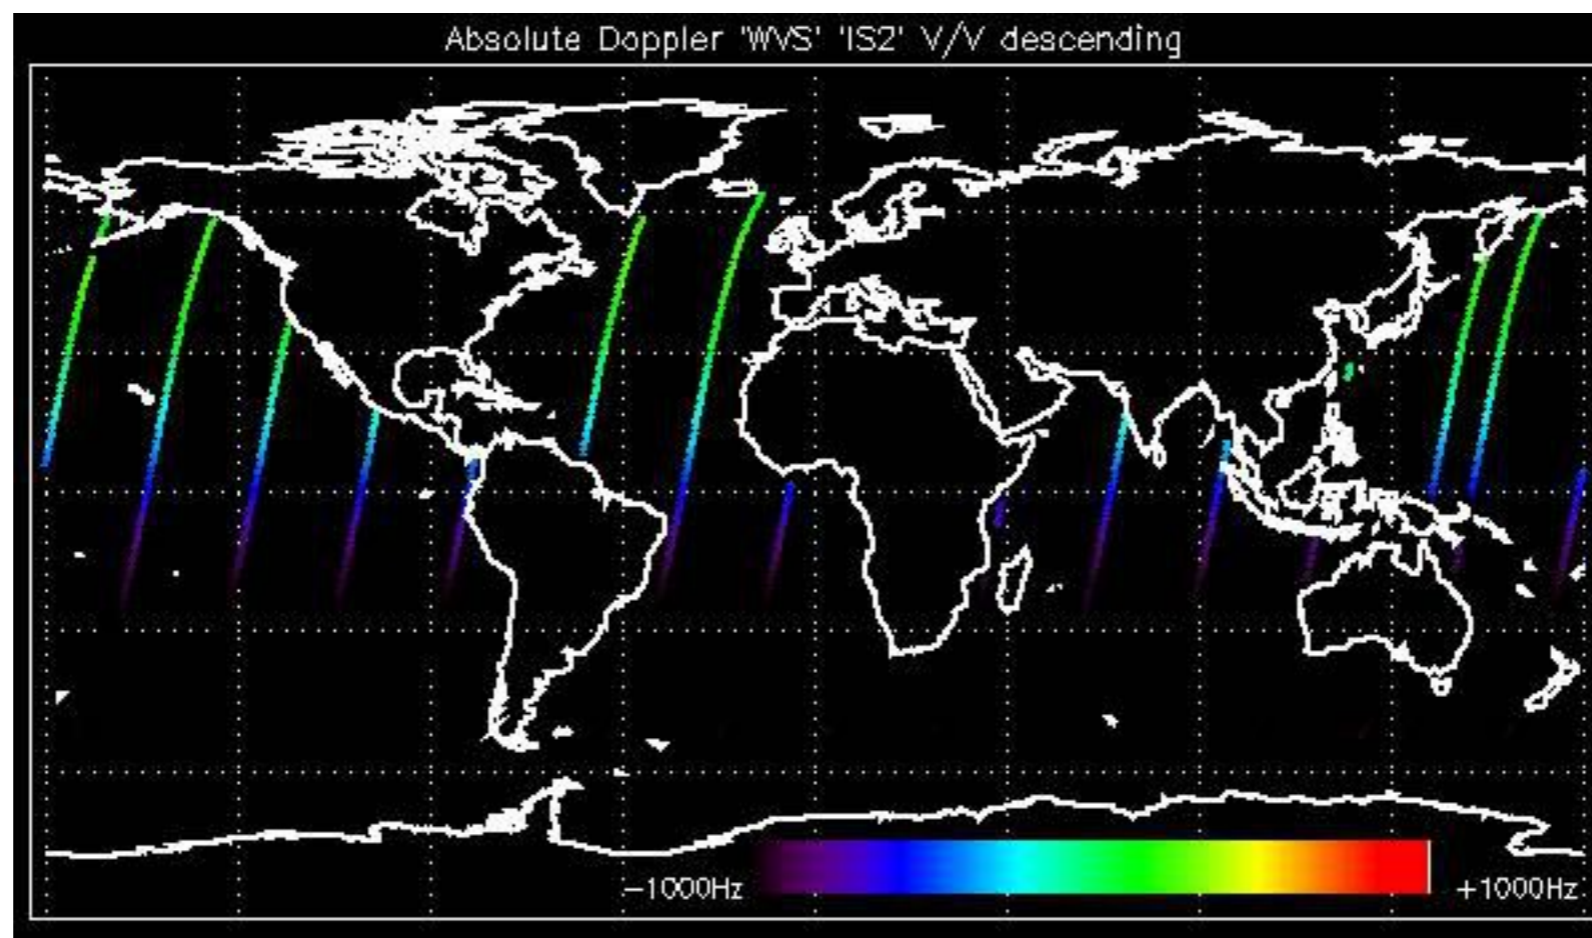 Absolute Doppler 'WVS' 'IS2' V/V descending
−1000Hz
+1000Hz